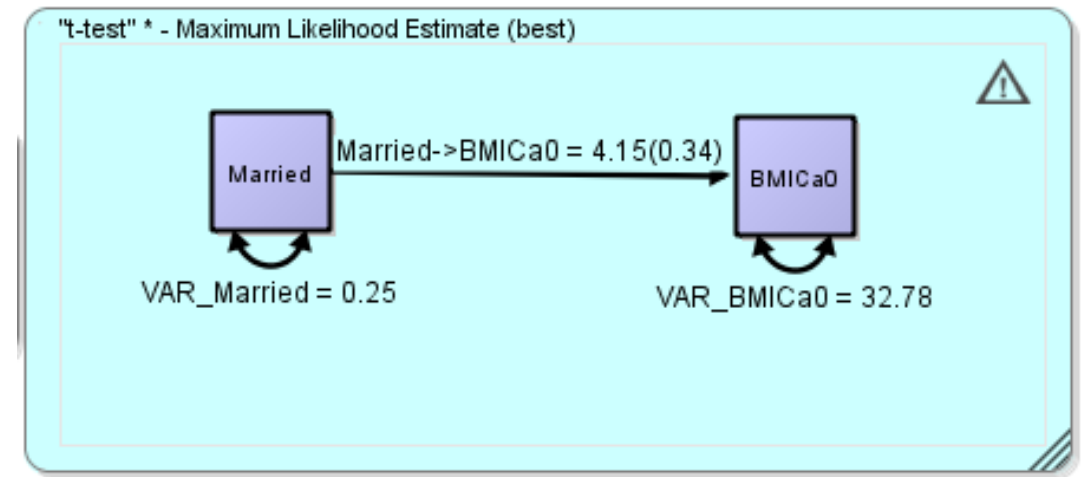 "t-test" * - Maximum Likelihood Estimate (best)
Married->BMICa0 = 4.15(0.34)
Married
BMICa0
VAR_Married = 0.25
VAR_BMICa0 = 32.78